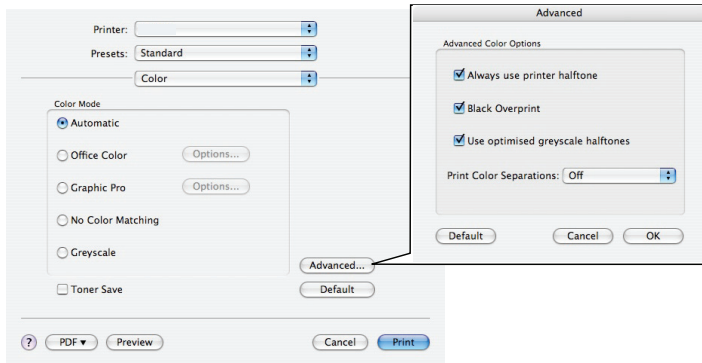 Printer:
Presets: Standard
Color
Color Mode
Automatic
Office Color Options...
Graphic Pro Options...
No Color Matching
Greyscale
Advanced...
Toner Save Default
? PDF ▼ Preview Cancel Print
Advanced
Advanced Color Options
Always use printer halftone
Black Overprint
Use optimised greyscale halftones
Print Color Separations: Off
Default Cancel OK